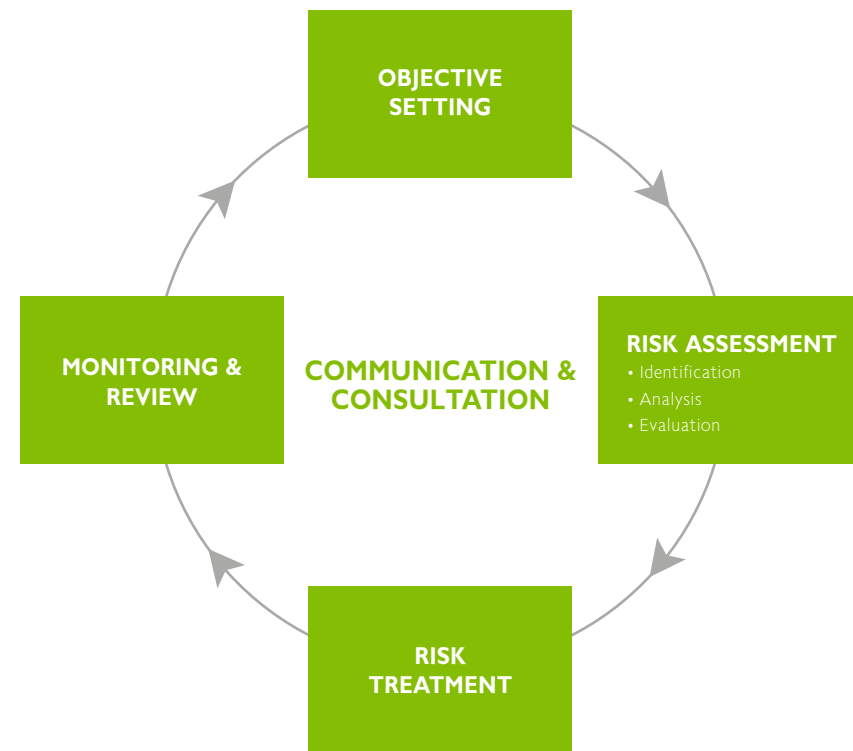 OBJECTIVE
SETTING
RISK ASSESSMENT
• Identification
• Analysis
• Evaluation
COMMUNICATION &
CONSULTATION
MONITORING &
REVIEW
RISK
TREATMENT